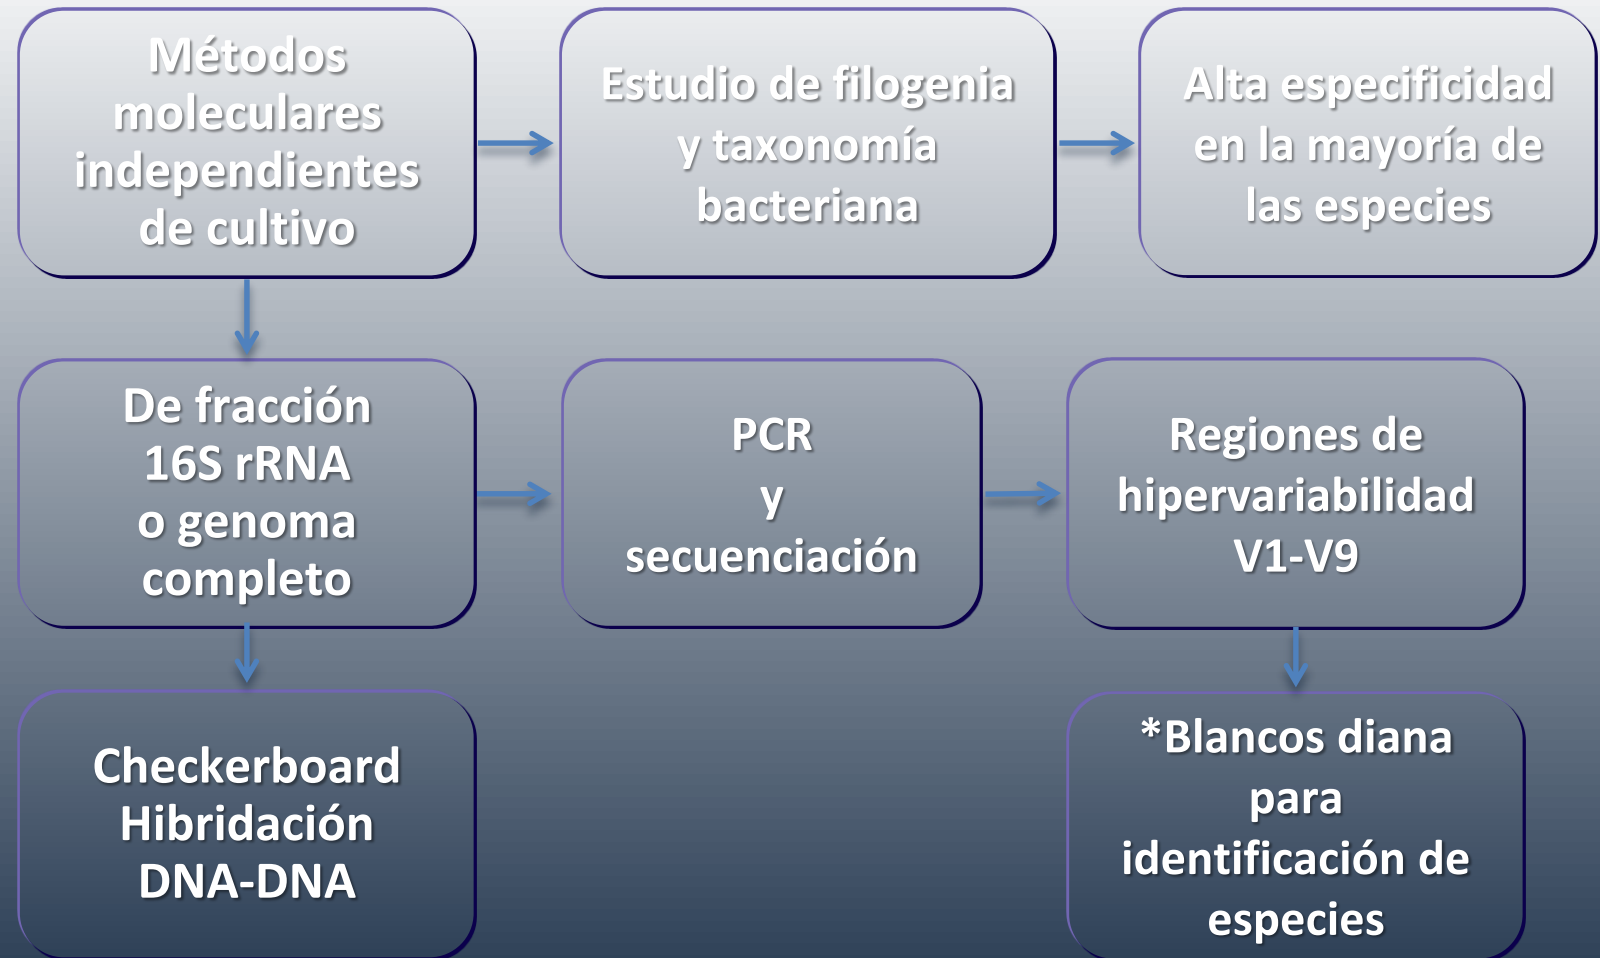 Métodos
moleculares
independientes
de cultivo
Estudio de filogenia
y taxonomía
bacteriana
Alta especificidad
en la mayoría de
las especies
De fracción
16S rRNA
o genoma
completo
PCR
y
secuenciación
Regiones de
hipervariabilidad
V1-V9
Checkerboard
Hibridación
DNA-DNA
*Blancos diana
para
identificación de
especies